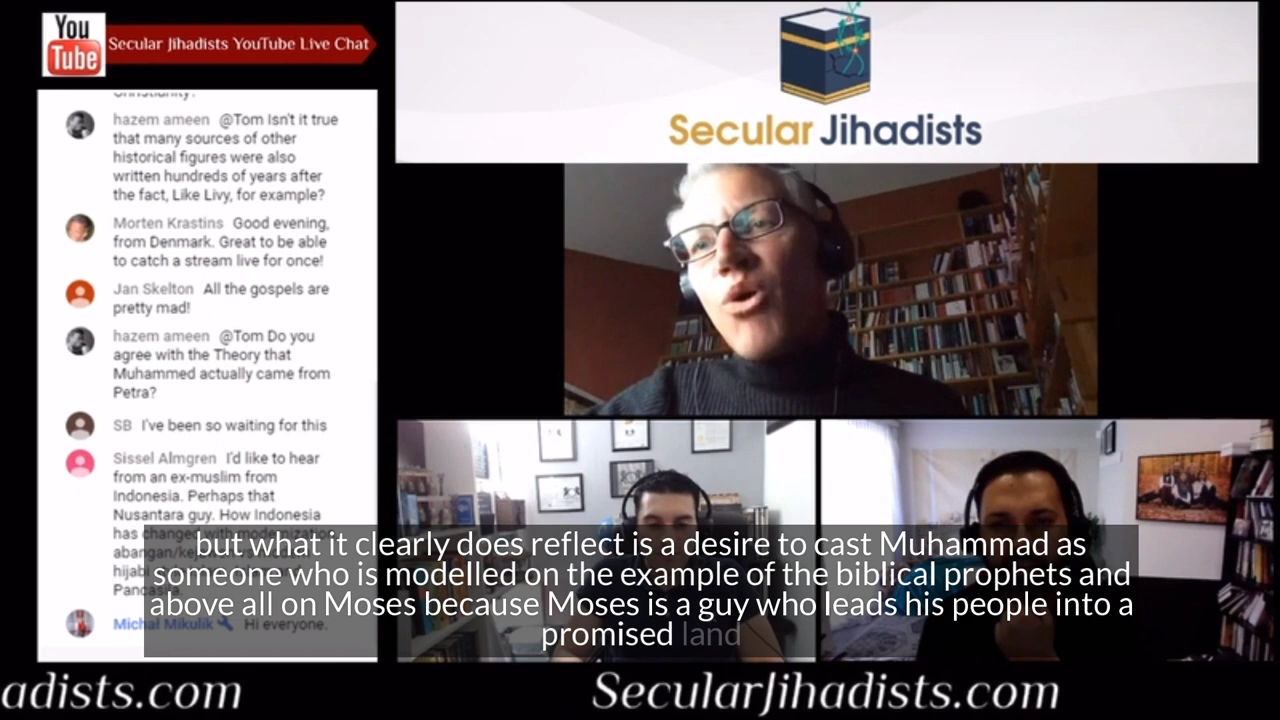 You
Tube
Secular Jihadists YouTube Live Chat
Christianity?
hazem ameen @Tom Isn't it true
that many sources of other
historical figures were also
written hundreds of years after
the fact, Like Livy, for example?
Morten Krastins Good evening,
from Denmark. Great to be able
to catch a stream live for once!
Jan Skelton All the gospels are
pretty mad!
hazem ameen @Tom Do you
agree with the Theory that
Muhammed actually came from
Petra?
SB I've been so waiting for this
Sissel Almgren I'd like to hear
from an ex-muslim from
Indonesia. Perhaps that
Nusantara guy. How Indonesia
has changed with modernization
hijabi
Michał Mikulik Hi everyone.
Secular Jihadists
but what it clearly does reflect is a desire to cast Muhammad as
someone who is modelled on the example of the biblical prophets and
above all on Moses because Moses is a guy who leads his people into a
promised land
adists.com
SecularJihadists.com